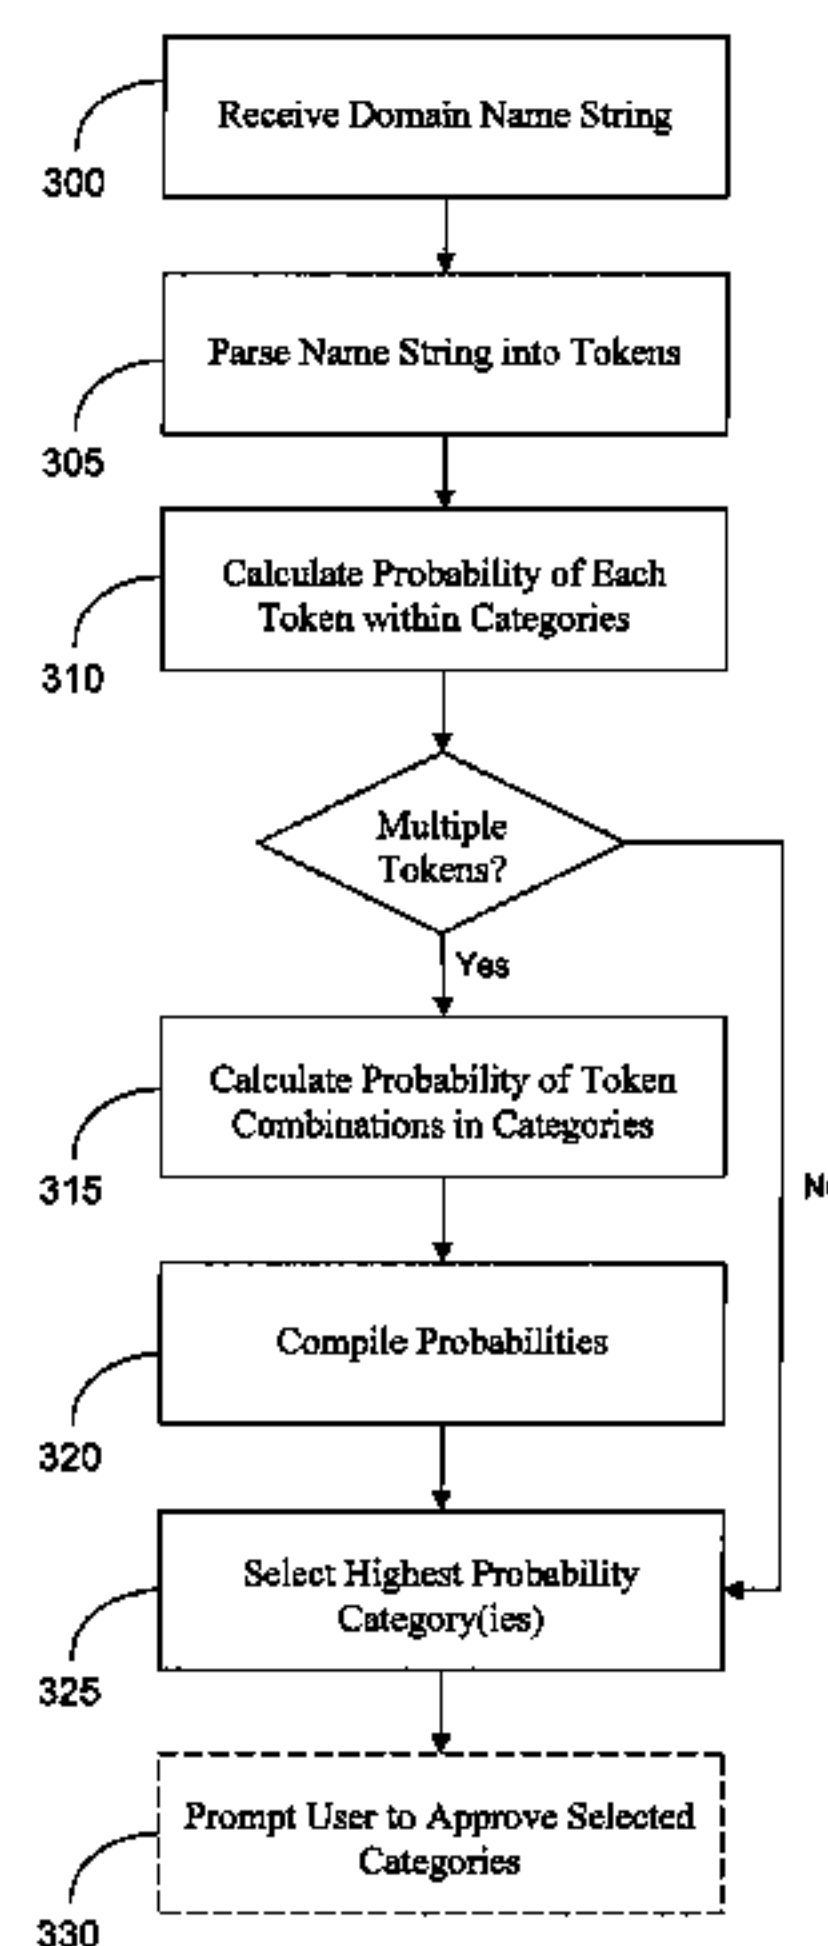 Receive Domain Name String
300
Parse Name String into Tokens
305
Calculate Probability of Each
Token within Categories
310
Multiple
Tokens?
Yes
Calculate Probability of Token
Combinations in Categories
315
Compile Probabilities
320
Select Highest Probability
Category(ies)
325
Prompt User to Approve Selected
Categories
330